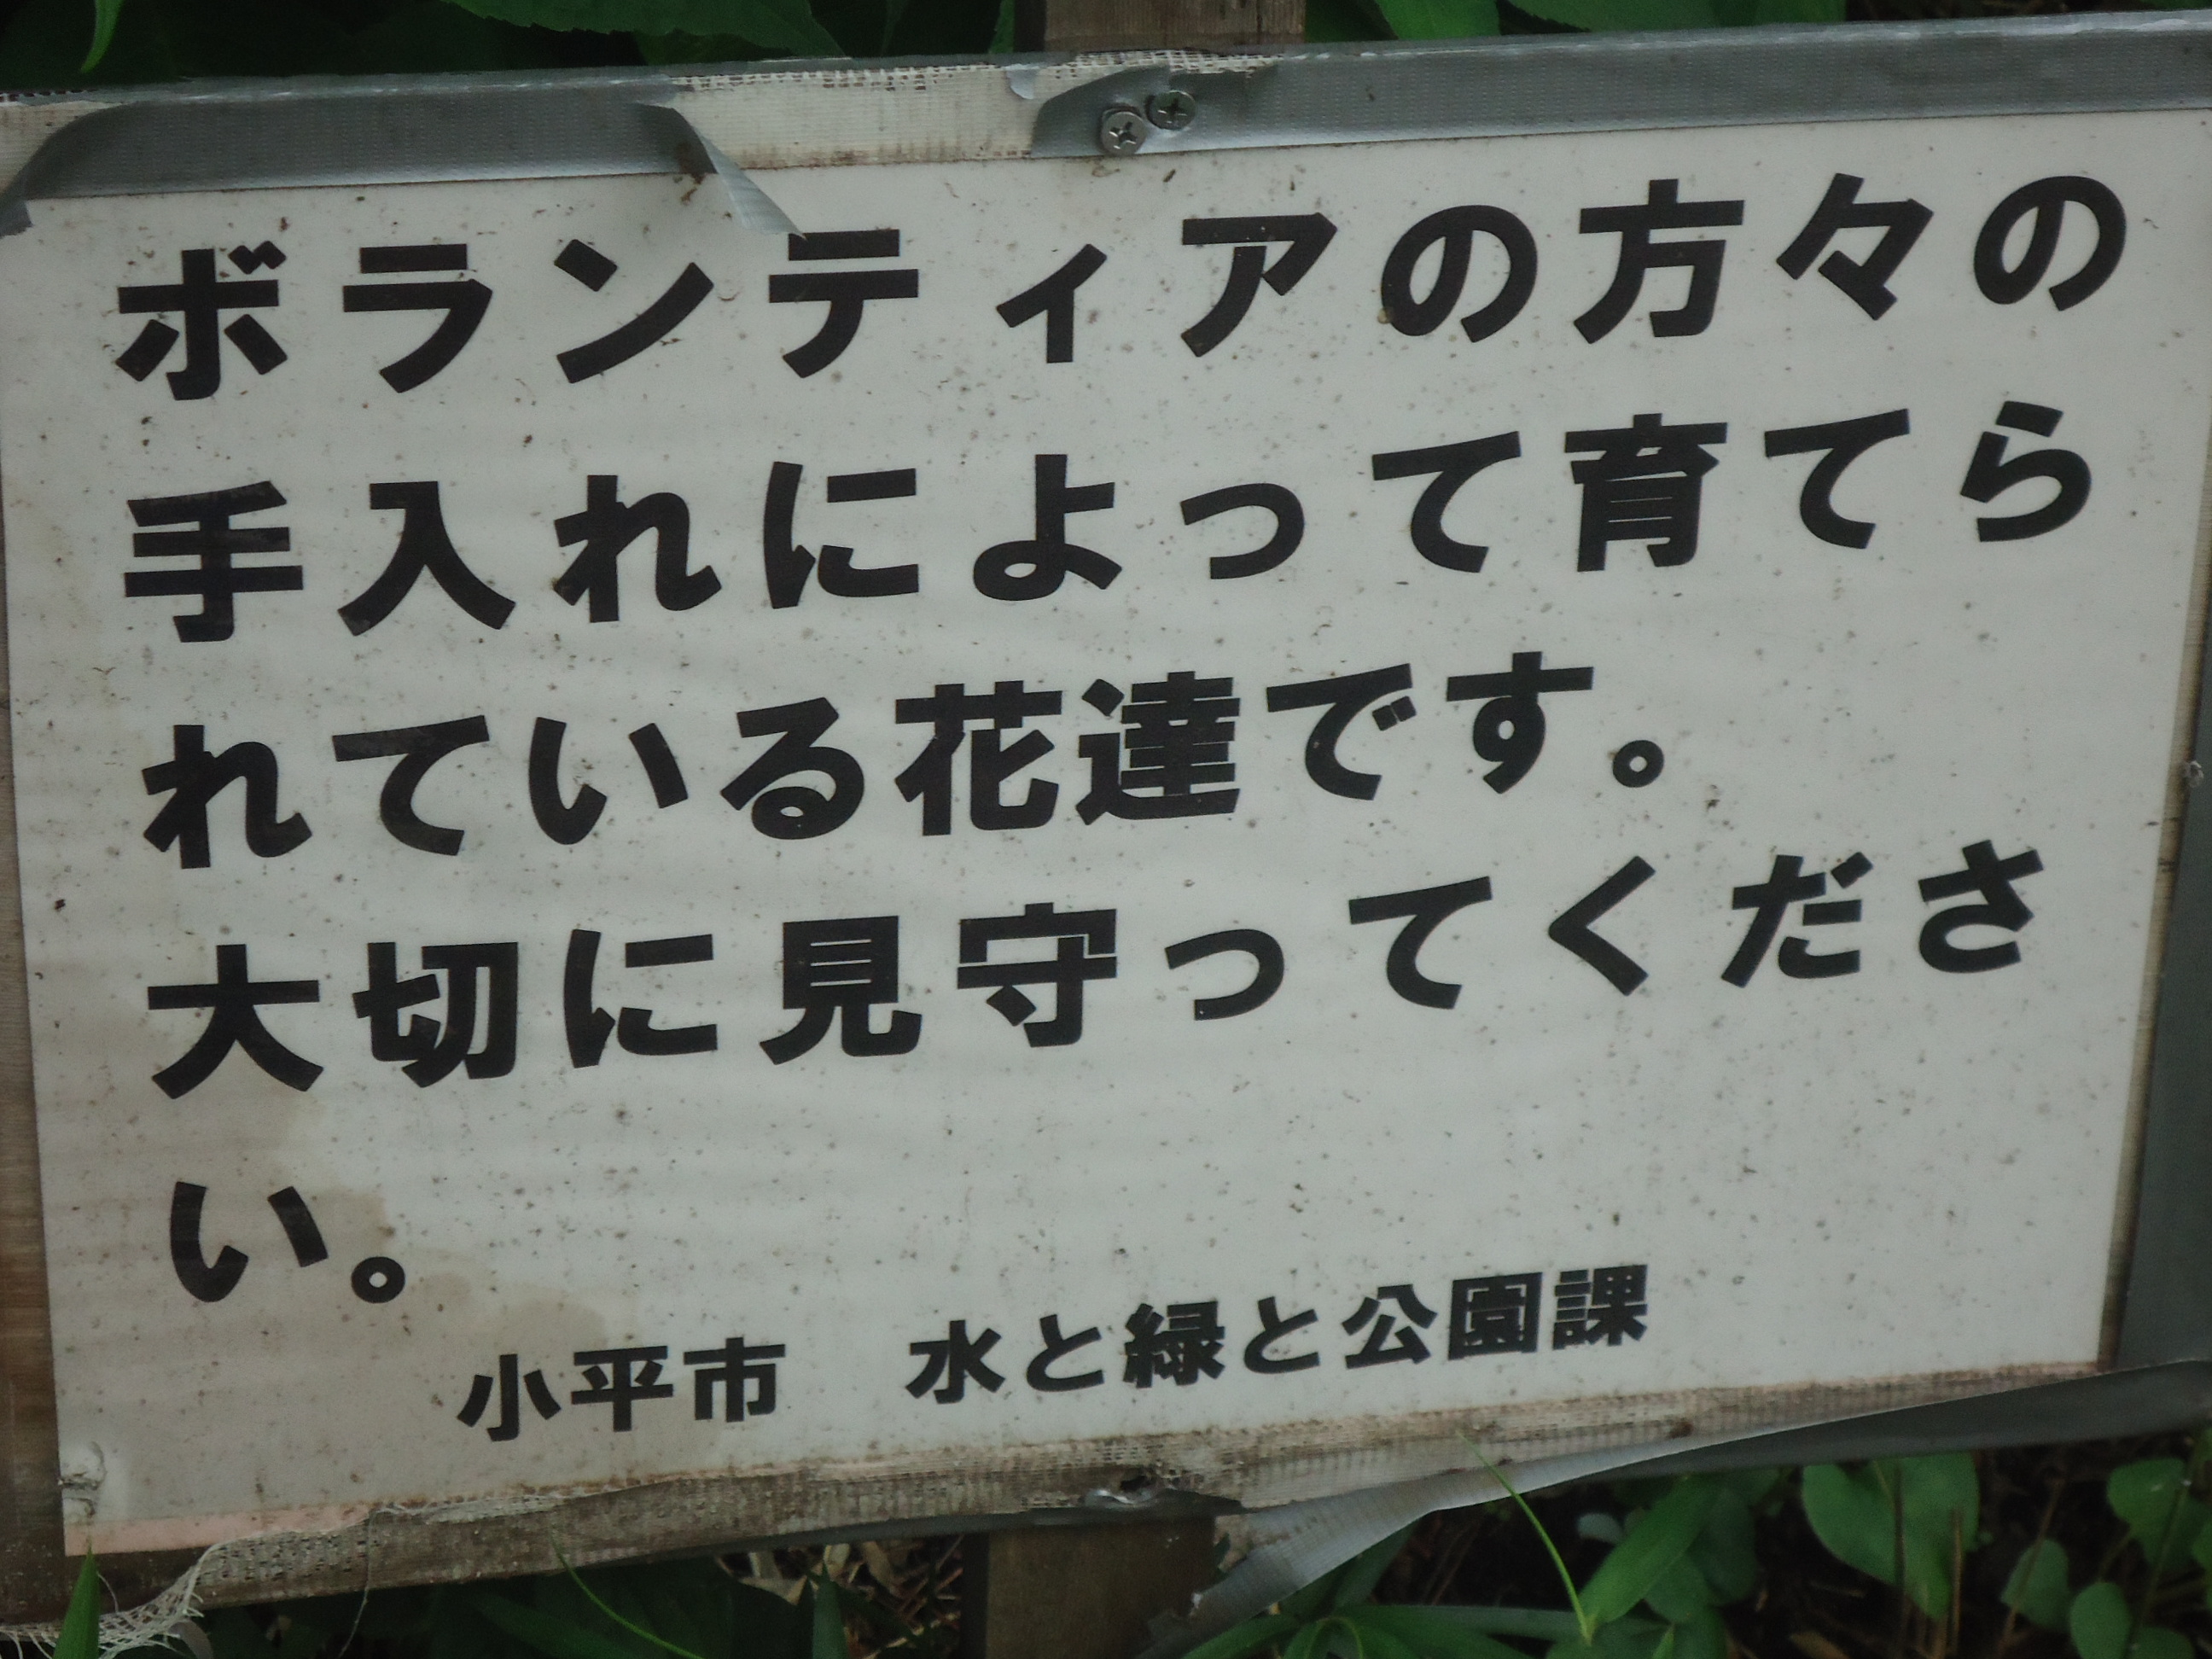 ボランティアの方々の
手入れによって育てら
れている花達です。
大切に見守ってくださ
い。
小平市　水と緑と公園課